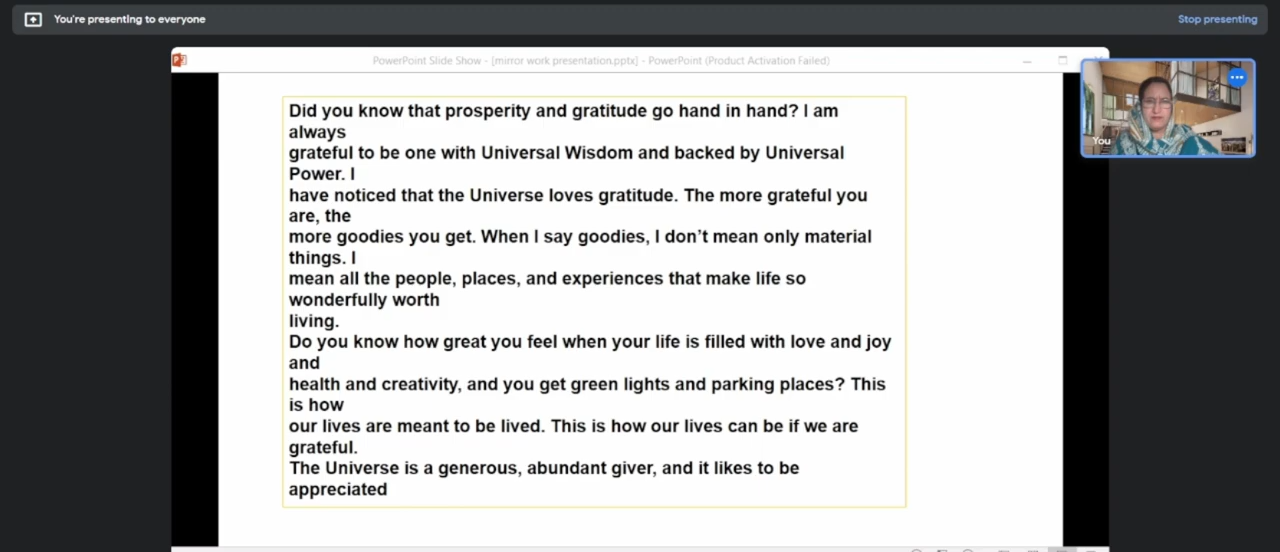 You're presenting to everyone
Stop presenting
PowerPoint Slide Show - [mirror work presentation.pptx] - PowerPoint (Product Activation Failed)
Did you know that prosperity and gratitude go hand in hand? I am
always
grateful to be one with Universal Wisdom and backed by Universal
Power. I
have noticed that the Universe loves gratitude. The more grateful you
are, the
more goodies you get. When I say goodies, I don’t mean only material
things. I
mean all the people, places, and experiences that make life so
wonderfully worth
living.
Do you know how great you feel when your life is filled with love and joy
and
health and creativity, and you get green lights and parking places? This
is how
our lives are meant to be lived. This is how our lives can be if we are
grateful.
The Universe is a generous, abundant giver, and it likes to be
appreciated
You